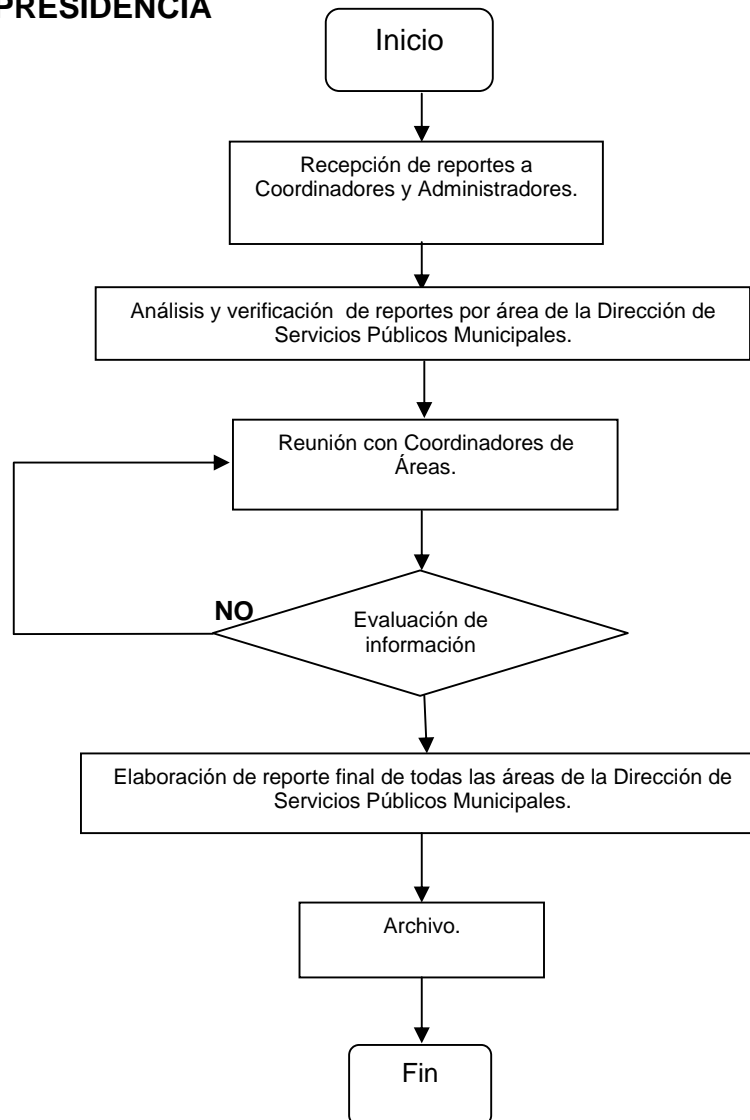 PRESIDENCIA
Inicio
Recepción de reportes a
Coordinadores y Administradores.
Análisis y verificación de reportes por área de la Dirección de
Servicios Públicos Municipales.
Reunión con Coordinadores de
Áreas.
NO
Evaluación de
información
Elaboración de reporte final de todas las áreas de la Dirección de
Servicios Públicos Municipales.
Archivo.
Fin